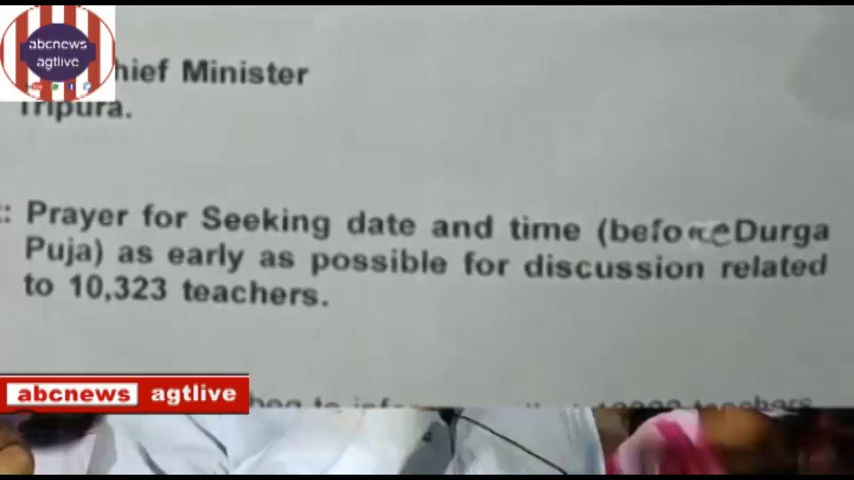 abcnews
agtlive
hief Minister
Tripura.
: Prayer for Seeking date and time (before Durga
Puja) as early as possible for discussion related
to 10,323 teachers.
abcnews agtlive